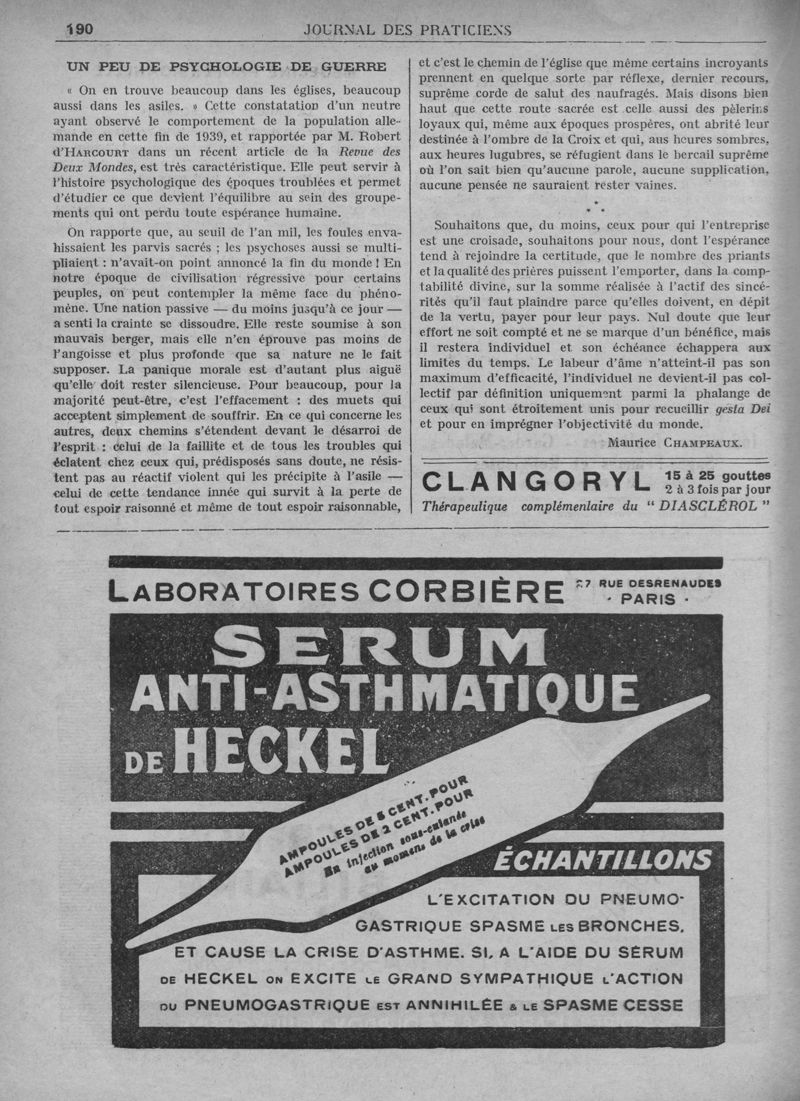 190
JOURNAL DES PRATICIENS
UN PEU DE PSYCHOLOGIE DE GUERRE
« On en trouve beaucoup dans les églises, beaucoup
aussi dans les asiles. » Cette constatation d'un neutre
ayant observé le comportement de la population alle-
mande en cette fin de 1939, et rapportée par M. Robert
d'HARCOURT dans un récent article de la Revue des
Deux Mondes, est très caractéristique. Elle peut servir à
l'histoire psychologique des époques troublées et permet
d'étudier ce que devient l'équilibre au sein des groupe-
ments qui ont perdu toute espérance humaine.
On rapporte que, au seuil de l'an mil, les foules enva-
hissaient les parvis sacrés ; les psychoses aussi se multi-
pliaient : n'avait-on point annoncé la fin du monde ! En
notre époque de civilisation régressive pour certains
peuples, on peut contempler la même face du phéno-
mène. Une nation passive — du moins jusqu'à ce jour —
a senti la crainte se dissoudre. Elle reste soumise à son
mauvais berger, mais elle n'en éprouve pas moins de
l'angoisse et plus profonde que sa nature ne le fait
supposer. La panique morale est d'autant plus aiguë
qu'elle doit rester silencieuse. Pour beaucoup, pour la
majorité peut-être, c'est l'effacement : des muets qui
acceptent simplement de souffrir. En ce qui concerne les
autres, deux chemins s'étendent devant le désarroi de
l'esprit : celui de la faillite et de tous les troubles qui
éclatent chez ceux qui, prédisposés sans doute, ne résis-
tent pas au réactif violent qui les précipite à l'asile —
celui de cette tendance innée qui survit à la perte de
tout espoir raisonné et même de tout espoir raisonnable,
et c'est le chemin de l'église que même certains incroyants
prennent en quelque sorte par réflexe, dernier recours,
suprême corde de salut des naufragés. Mais disons bien
haut que cette route sacrée est celle aussi des pèlerins
loyaux qui, même aux époques prospères, ont abrité leur
destinée à l'ombre de la Croix et qui, aus heures sombres,
aux heures lugubres, se réfugient dans le bercail suprême
où l'on sait bien qu'aucune parole, aucune supplication,
aucune pensée ne sauraient rester vaines.
*
* *
Souhaitons que, du moins, ceux pour qui l'entreprise
est une croisade, souhaitons pour nous, dont l'espérance
tend à rejoindre la certitude, que le nombre des priants
et la qualité des prières puissent l'emporter, dans la comp-
tabilité divine, sur la somme réalisée à l'actif des sincé-
rités qu'il faut plaindre parce qu'elles doivent, en dépit
de la vertu, payer pour leur pays. Nul doute que leur
effort ne soit compté et ne se marque d'un bénéfice, mais
il restera individuel et son échéance échappera aux
limites du temps. Le labeur d'âme n'atteint-il pas son
maximum d'efficacité, l'individuel ne devient-il pas col-
lectif par définition uniquement parmi la phalange de
ceux qui sont étroitement unis pour recueillir gesta Dei
et pour en imprégner l'objectivité du monde.
Maurice CHAMPEAUX.
CLANGORYL 15 à 25 gouttes
2 à 3 fois par jour
Thérapeutique complémentaire du “ DIASCLÉROL ”
LABORATOIRES CORBIÈRE 27 RUE DESRENAUDES
· PARIS ·
SERUM
ANTI-ASTHMATIQUE
DE HECKEL
AMPOULES DE 5 CENT. POUR
AMPOULES DE 2 CENT. POUR
En injection sous-cutanée
au moment de la crise
ÉCHANTILLONS
L'EXCITATION DU PNEUMO-
GASTRIQUE SPASME LES BRONCHES,
ET CAUSE LA CRISE D'ASTHME. SI, A L'AIDE DU SÉRUM
DE HECKEL ON EXCITE LE GRAND SYMPATHIQUE L'ACTION
DU PNEUMOGASTRIQUE EST ANNIHILÉE & LE SPASME CESSE